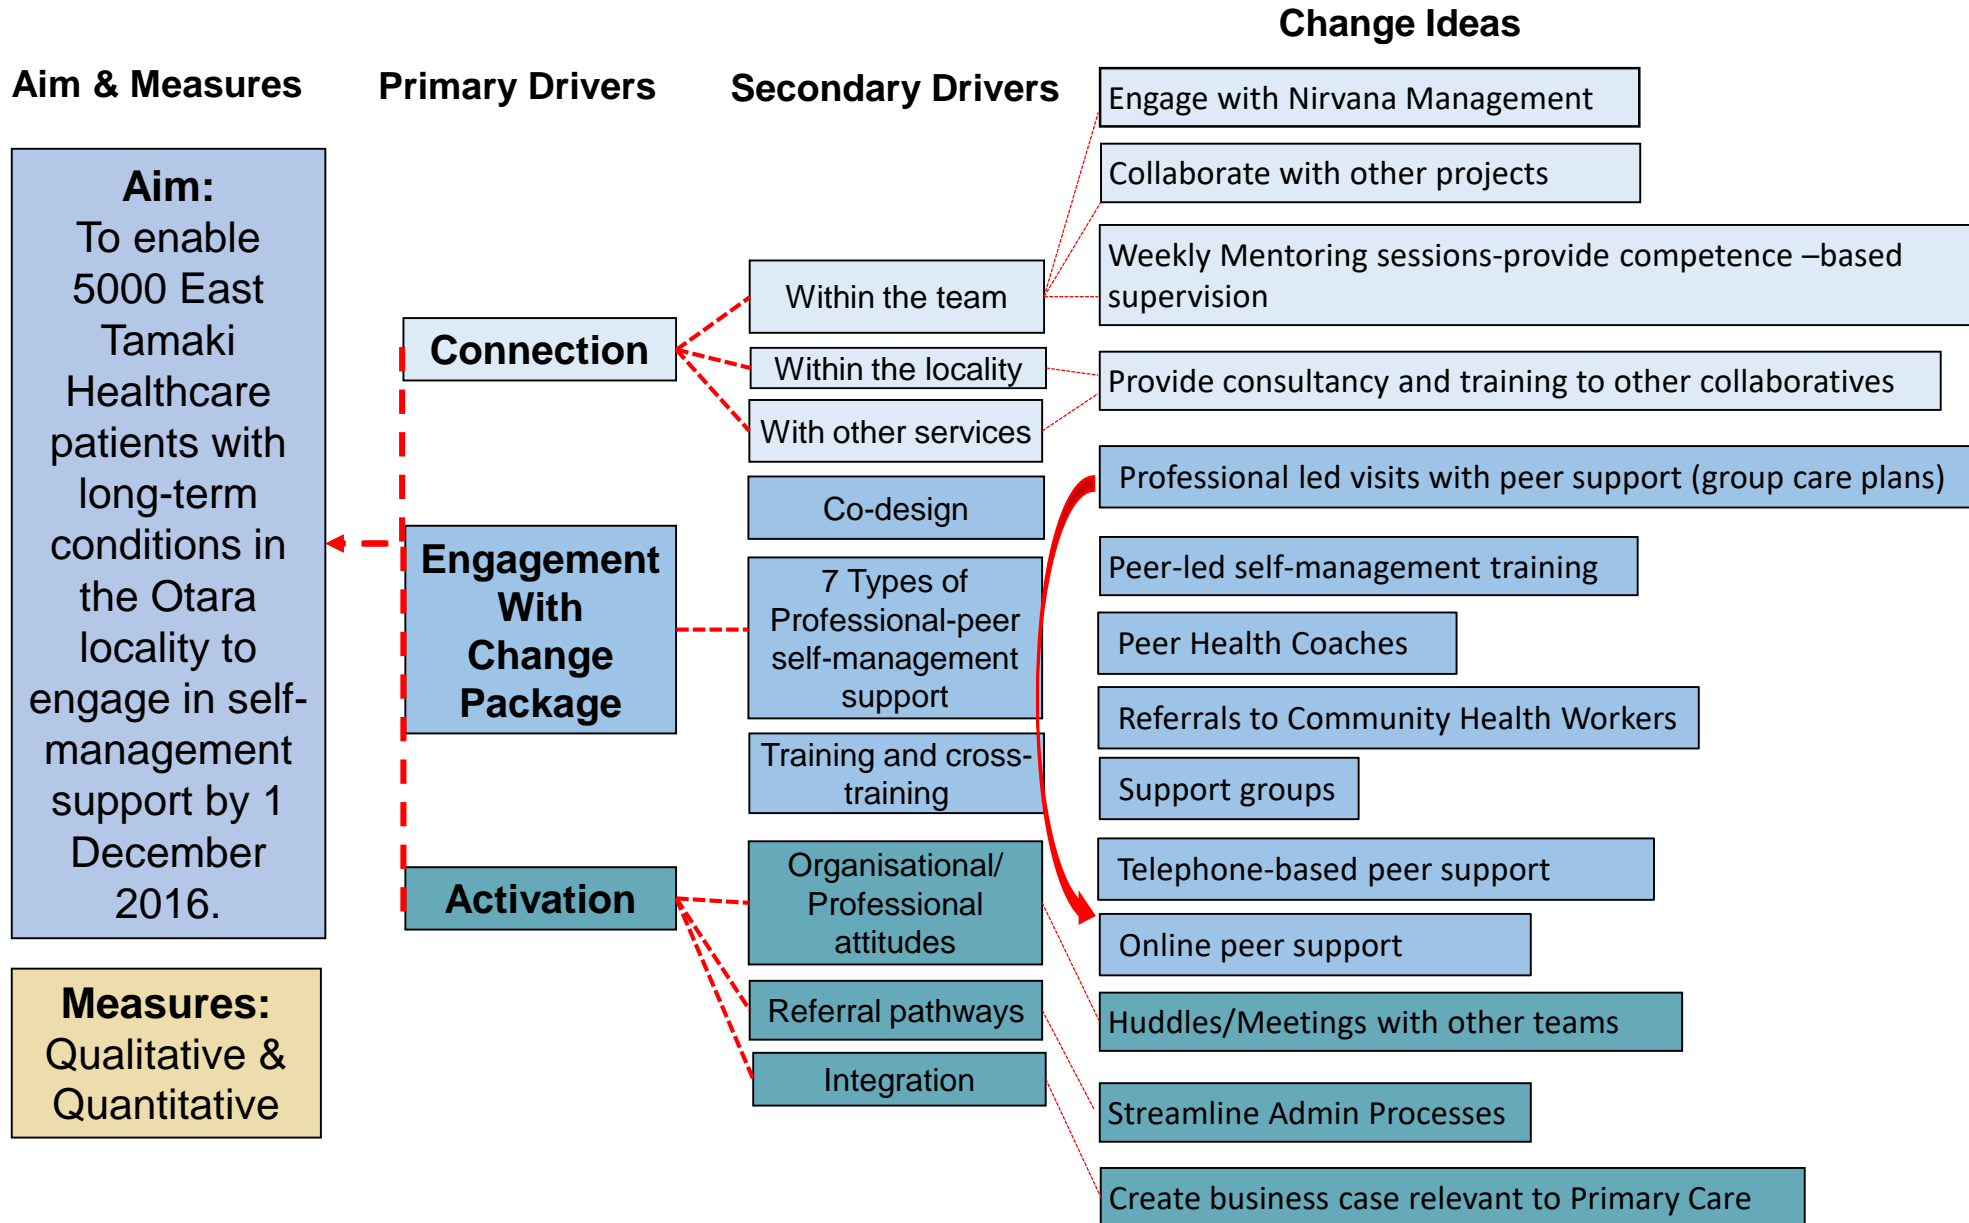 Change Ideas
Aim & Measures
Primary Drivers
Secondary Drivers
Aim:
To enable
5000 East
Tamaki
Healthcare
patients with
long-term
conditions in
the Otara
locality to
engage in self-
management
support by 1
December
2016.
Measures:
Qualitative &
Quantitative
Connection
Engagement
With
Change
Package
Activation
Within the team
Within the locality
With other services
Co-design
7 Types of
Professional-peer
self-management
support
Training and cross-
training
Organisational/
Professional
attitudes
Referral pathways
Integration
Engage with Nirvana Management
Collaborate with other projects
Weekly Mentoring sessions-provide competence –based
supervision
Provide consultancy and training to other collaboratives
Professional led visits with peer support (group care plans)
Peer-led self-management training
Peer Health Coaches
Referrals to Community Health Workers
Support groups
Telephone-based peer support
Online peer support
Huddles/Meetings with other teams
Streamline Admin Processes
Create business case relevant to Primary Care